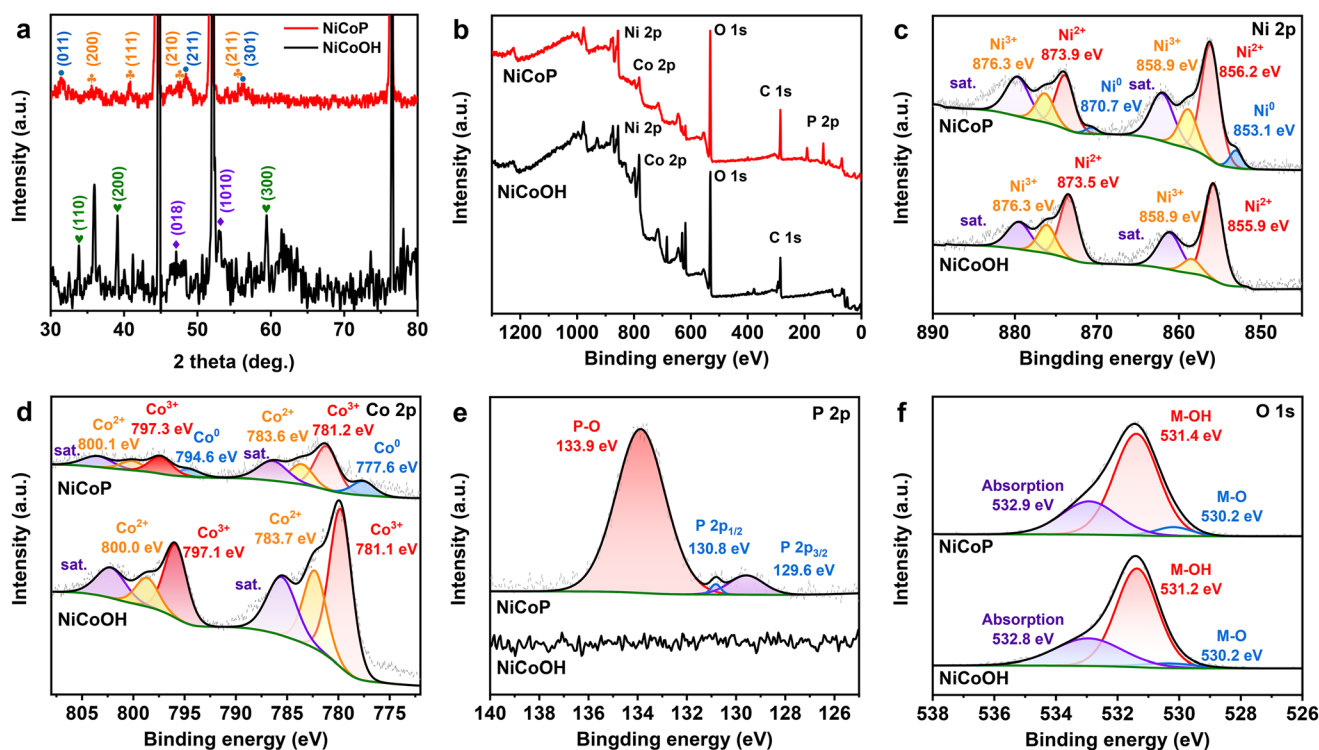 a
(011)
(200)
(111)
(210)
(211)
(211)
(301)
NiCoP
NiCoOH
(110)
(200)
(018)
(1010)
(300)
Intensity (a.u.)
30 40 50 60 70 80
2 theta (deg.)
b
Ni 2p
Co 2p
O 1s
C 1s
P 2p
NiCoP
Ni 2p
Co 2p
O 1s
C 1s
NiCoOH
Intensity (a.u.)
1200 1000 800 600 400 200 0
Binding energy (eV)
c
Ni 2p
Ni³⁺
876.3 eV
Ni²⁺
873.9 eV
Ni⁰
870.7 eV
Ni³⁺
858.9 eV
Ni²⁺
856.2 eV
Ni⁰
853.1 eV
sat.
sat.
NiCoP
Ni³⁺
876.3 eV
Ni²⁺
873.5 eV
Ni³⁺
858.9 eV
Ni²⁺
855.9 eV
sat.
sat.
NiCoOH
Intensity (a.u.)
890 880 870 860 850
Bingding energy (eV)
d
Co 2p
Co²⁺
800.1 eV
Co³⁺
797.3 eV
Co⁰
794.6 eV
Co²⁺
783.6 eV
Co³⁺
781.2 eV
Co⁰
777.6 eV
sat.
sat.
NiCoP
Co²⁺
800.0 eV
Co³⁺
797.1 eV
Co²⁺
783.7 eV
Co³⁺
781.1 eV
sat.
sat.
NiCoOH
Intensity (a.u.)
805 800 795 790 785 780 775
Binding energy (eV)
e
P 2p
P-O
133.9 eV
P 2p₁/₂
130.8 eV
P 2p₃/₂
129.6 eV
NiCoP
NiCoOH
Intensity (a.u.)
140 138 136 134 132 130 128 126
Bingding energy (eV)
f
O 1s
M-OH
531.4 eV
Absorption
532.9 eV
M-O
530.2 eV
NiCoP
M-OH
531.2 eV
Absorption
532.8 eV
M-O
530.2 eV
NiCoOH
Intensity (a.u.)
538 536 534 532 530 528 526
Binding energy (eV)